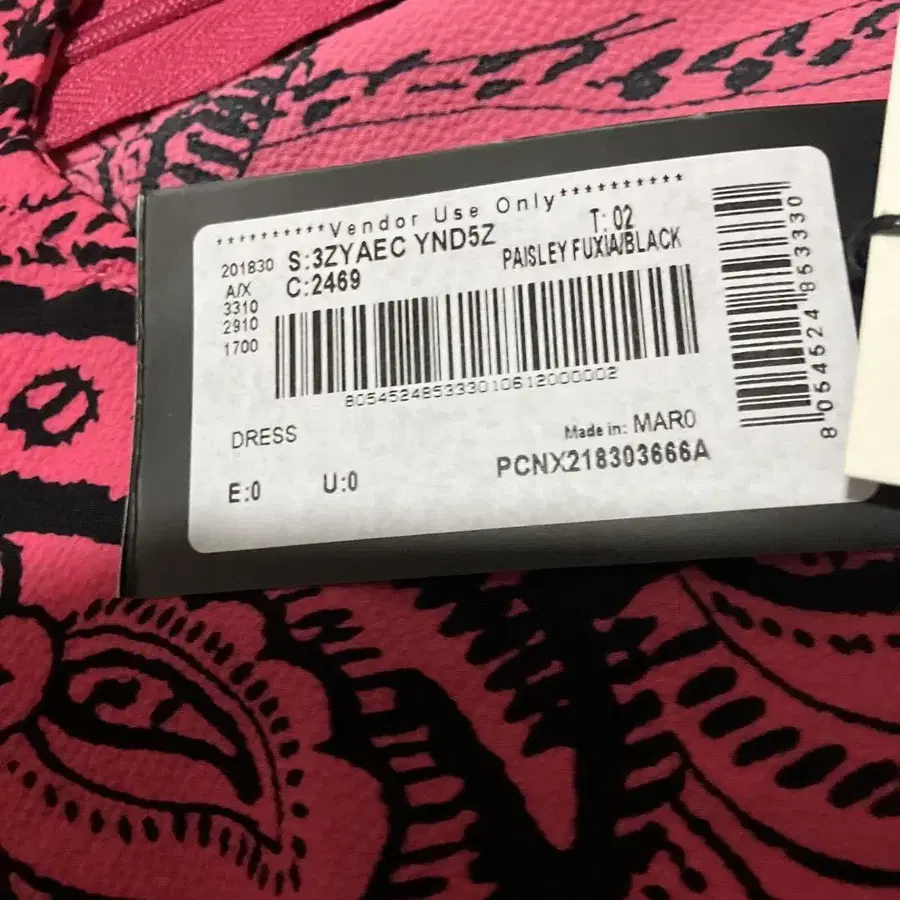 **********Vendor Use Only**********
201830 S:3ZYAEC YND5Z T: 02
A/X C:2469 PAISLEY FUXIA/BLACK
3310
2910
1700
805452485333010612000002
8 054524 853330
DRESS Made in: MARO
E:0 U:0 PCNX218303666A